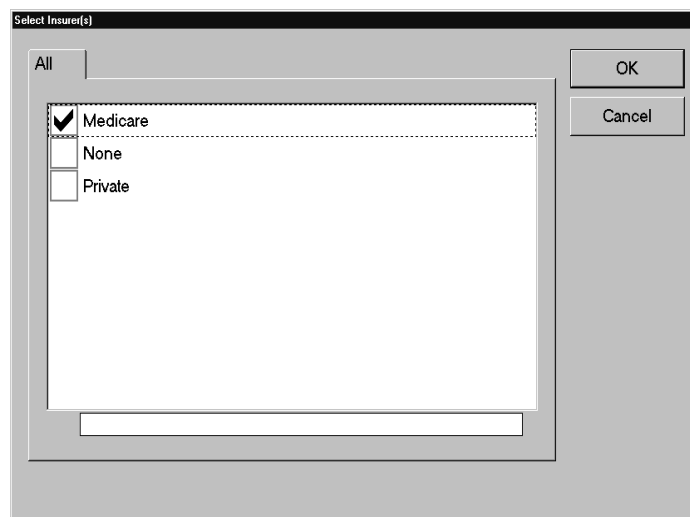 Select Insurer(s)
All
OK
Medicare
Cancel
None
Private